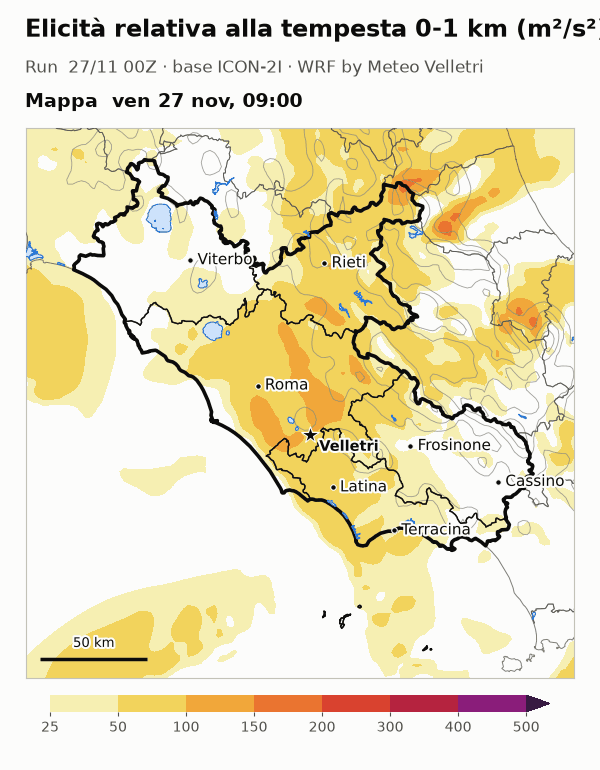 Elicità relativa alla tempesta 0-1 km (m²/s²)
Run 27/11 00Z · base ICON-2I · WRF by Meteo Velletri
Mappa ven 27 nov, 09:00
Viterbo
Rieti
Roma
Velletri
Frosinone
Latina
Cassino
Terracina
50 km
25 50 100 150 200 300 400 500